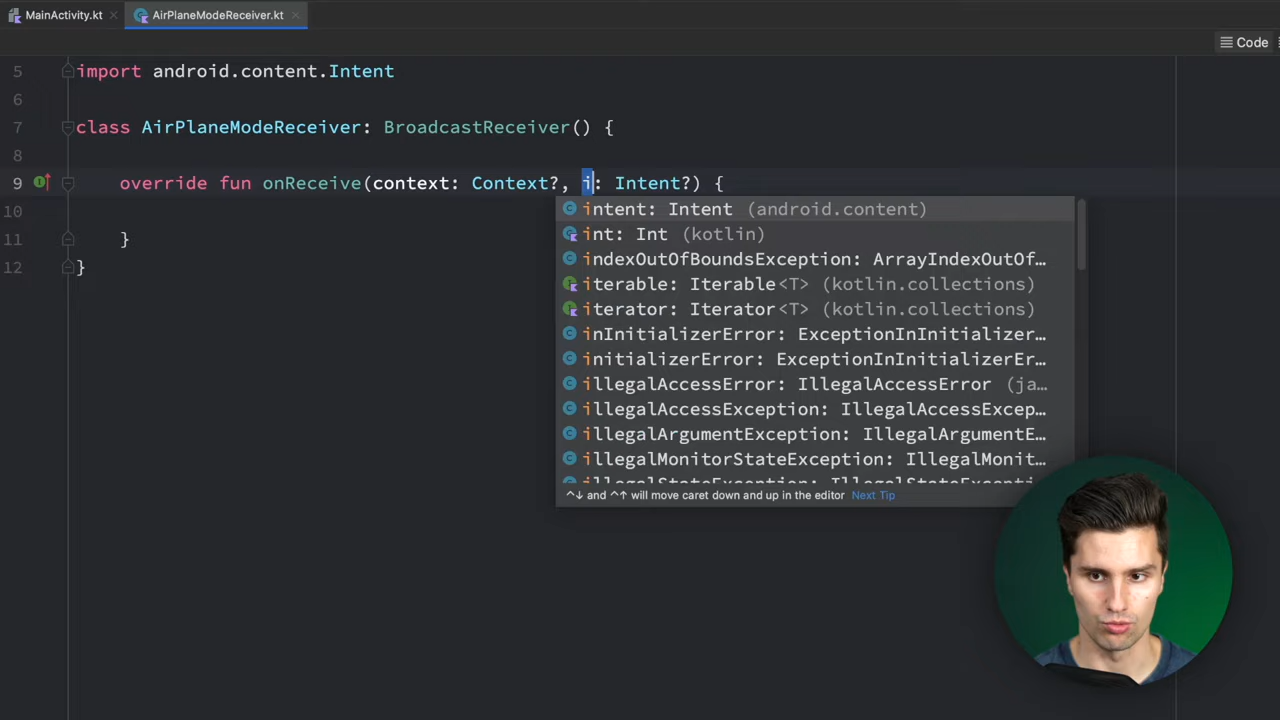 MainActivity.kt
AirPlaneModeReceiver.kt
Code
5 import android.content.Intent
6
7 class AirPlaneModeReceiver: BroadcastReceiver() {
8
9 override fun onReceive(context: Context?, i: Intent?) {
10
11 }
12 }
intent: Intent (android.content)
int: Int (kotlin)
indexOutOfBoundsException: ArrayIndexOutOf…
iterable: Iterable<T> (kotlin.collections)
iterator: Iterator<T> (kotlin.collections)
inInitializerError: ExceptionInInitializer…
initializerError: ExceptionInInitializerEr…
illegalAccessError: IllegalAccessError (ja…
illegalAccessException: IllegalAccessExcep…
illegalArgumentException: IllegalArgumentE…
illegalMonitorStateException: IllegalMonit…
^↓ and ^↑ will move caret down and up in the editor Next Tip